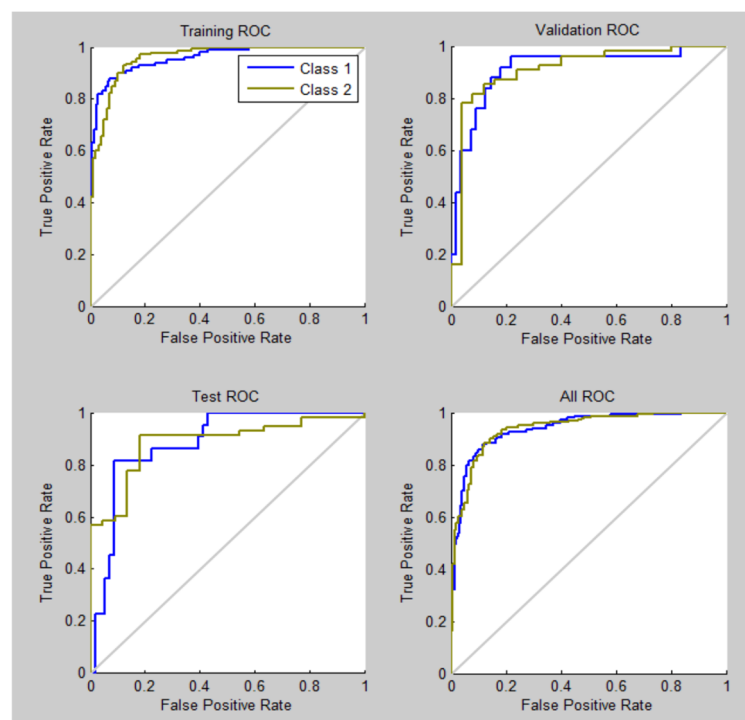 Training ROC
1
0.8
0.6
0.4
0.2
0
True Positive Rate
Class 1
Class 2
0 0.2 0.4 0.6 0.8 1
False Positive Rate
Validation ROC
1
0.8
0.6
0.4
0.2
0
True Positive Rate
0 0.2 0.4 0.6 0.8 1
False Positive Rate
Test ROC
1
0.8
0.6
0.4
0.2
0
True Positive Rate
0 0.2 0.4 0.6 0.8 1
False Positive Rate
All ROC
1
0.8
0.6
0.4
0.2
0
True Positive Rate
0 0.2 0.4 0.6 0.8 1
False Positive Rate